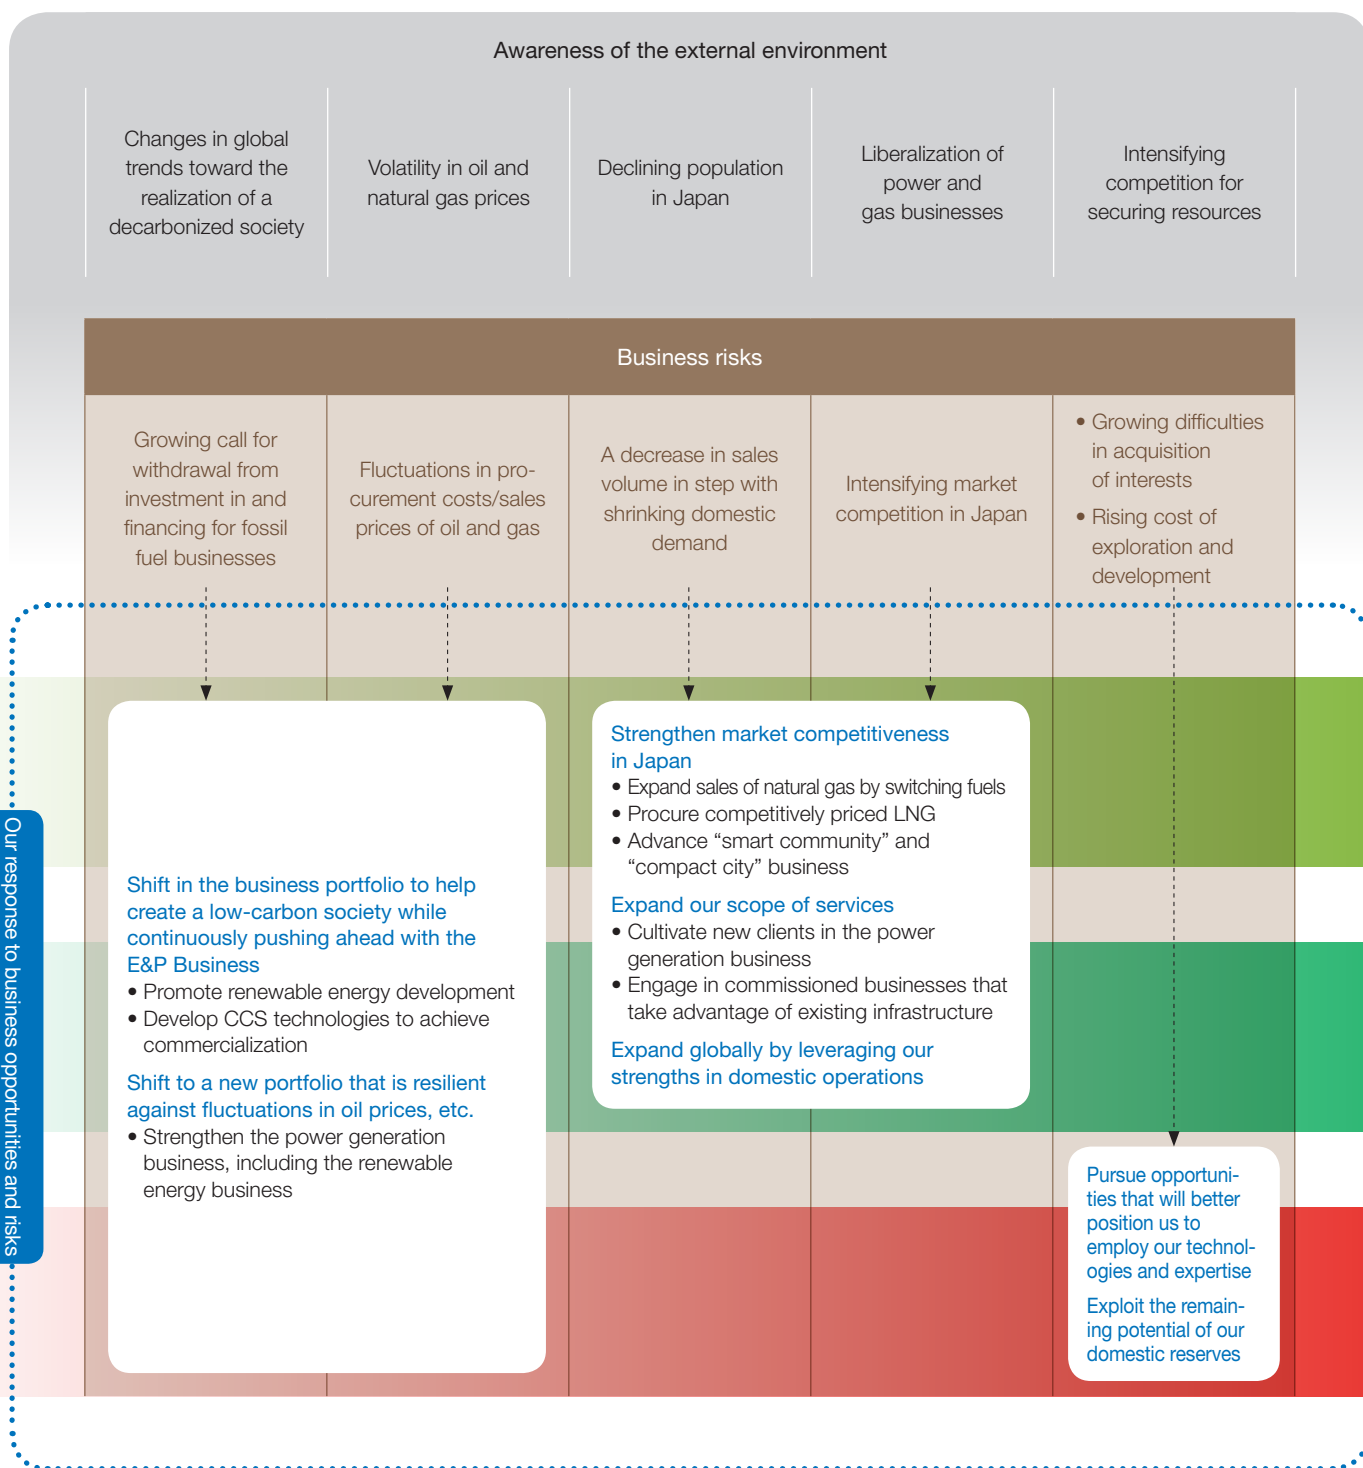 Awareness of the external environment
Changes in global
trends toward the
realization of a
decarbonized society
Volatility in oil and
natural gas prices
Declining population
in Japan
Liberalization of
power and
gas businesses
Intensifying
competition for
securing resources
Business risks
Growing call for
withdrawal from
investment in and
financing for fossil
fuel businesses
Fluctuations in pro-
curement costs/sales
prices of oil and gas
A decrease in sales
volume in step with
shrinking domestic
demand
Intensifying market
competition in Japan
• Growing difficulties
in acquisition
of interests
• Rising cost of
exploration and
development
Our response to business opportunities and risks
Shift in the business portfolio to help
create a low-carbon society while
continuously pushing ahead with the
E&P Business
• Promote renewable energy development
• Develop CCS technologies to achieve
commercialization
Shift to a new portfolio that is resilient
against fluctuations in oil prices, etc.
• Strengthen the power generation
business, including the renewable
energy business
Strengthen market competitiveness
in Japan
• Expand sales of natural gas by switching fuels
• Procure competitively priced LNG
• Advance “smart community” and
“compact city” business
Expand our scope of services
• Cultivate new clients in the power
generation business
• Engage in commissioned businesses that
take advantage of existing infrastructure
Expand globally by leveraging our
strengths in domestic operations
Pursue opportuni-
ties that will better
position us to
employ our technol-
ogies and expertise
Exploit the remain-
ing potential of our
domestic reserves